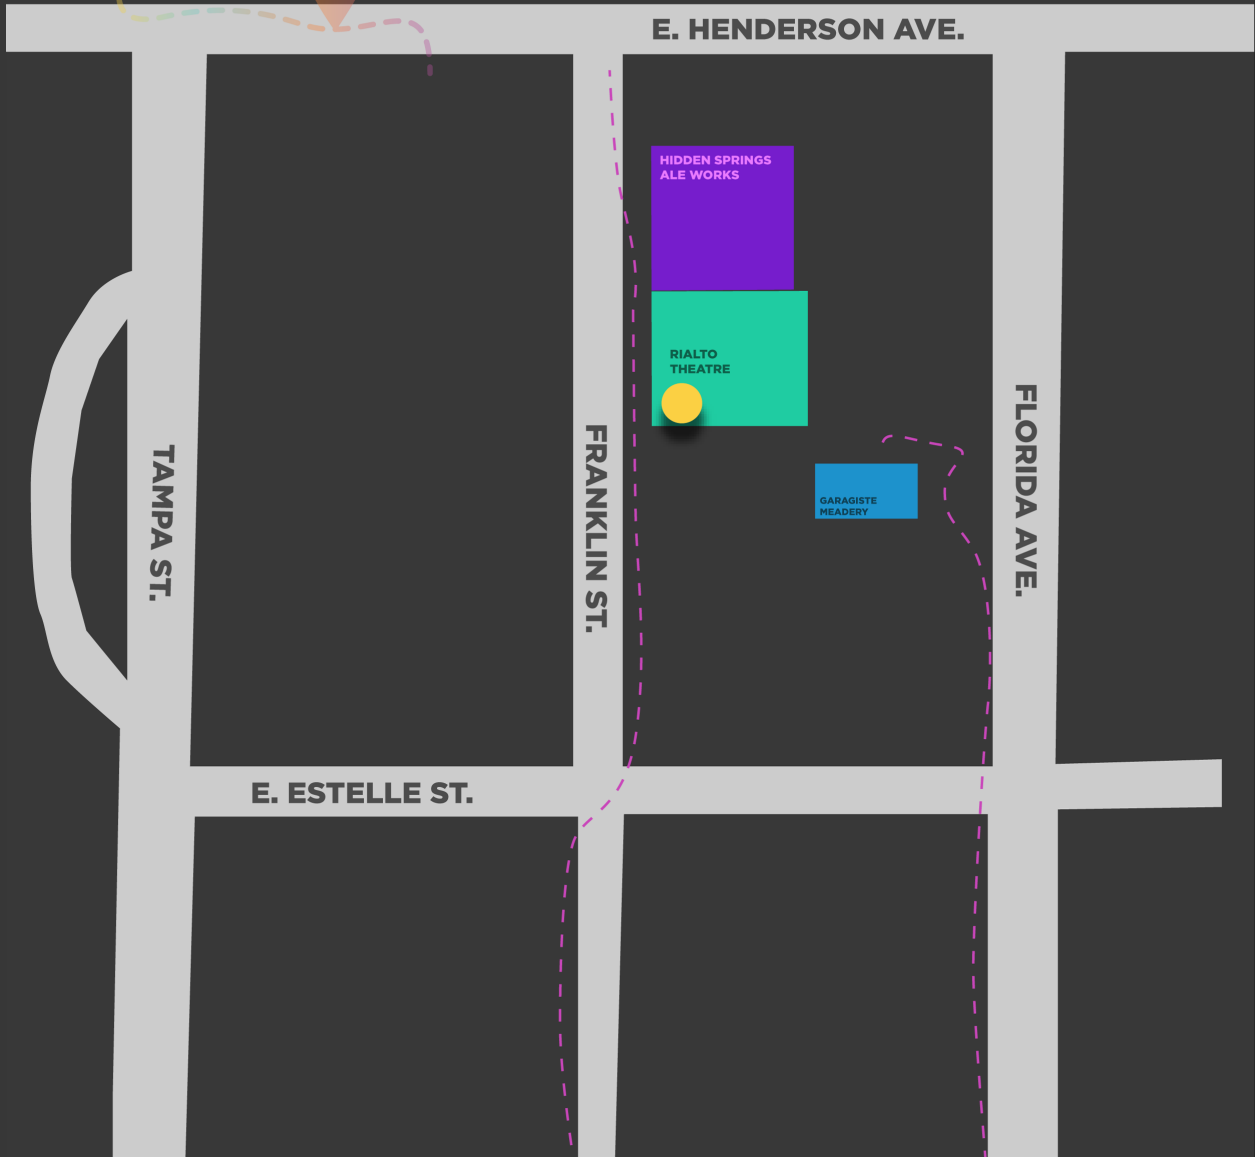 E. HENDERSON AVE.
HIDDEN SPRINGS
ALE WORKS
RIALTO
THEATRE
GARAGISTE
MEADERY
TAMPA ST.
FRANKLIN ST.
FLORIDA AVE.
E. ESTELLE ST.